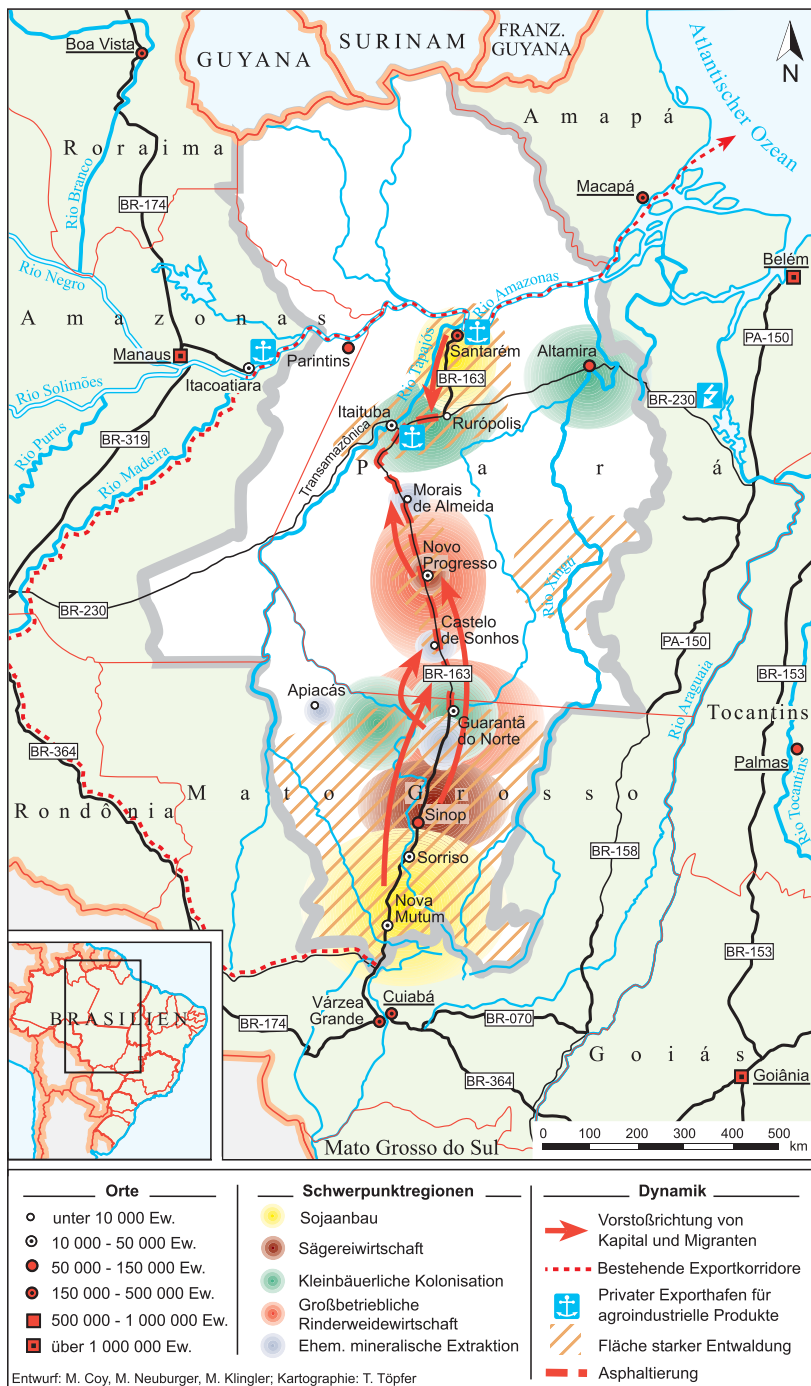 Boa Vista
GUYANA
SURINAM
FRANZ.
GUYANA
Atlantischer Ozean
N
Amapá
Roraima
Rio Branco
BR-174
Macapá
Rio Negro
Belém
Rio Amazonas
Amazonas
PA-150
Manaus
Parintins
Santarém
Altamira
Itacoatiara
Rio Tapajós
BR-163
Rio Solimões
BR-230
Itaituba
Rurópolis
Rio Purus
BR-319
Rio Madeira
Transamazônica
Pará
Morais
de Almeida
Novo
Progresso
Rio Xingú
BR-230
Castelo
de Sonhos
PA-150
BR-153
BR-163
Apiacás
Rio Araguaia
Tocantins
Guarantã
do Norte
BR-364
Palmas
Mato Grosso
Rondônia
Rio Tocantins
Sinop
Sorriso
BR-158
Nova
Mutum
BR-153
BRASILIEN
Várzea
Grande
Cuiabá
BR-174
BR-070
Goiás
BR-364
Goiânia
Mato Grosso do Sul
0 100 200 300 400 500
km
Orte
unter 10 000 Ew.
10 000 - 50 000 Ew.
50 000 - 150 000 Ew.
150 000 - 500 000 Ew.
500 000 - 1 000 000 Ew.
über 1 000 000 Ew.
Schwerpunktregionen
Sojaanbau
Sägereiwirtschaft
Kleinbäuerliche Kolonisation
Großbetriebliche
Rinderweidewirtschaft
Ehem. mineralische Extraktion
Dynamik
Vorstoßrichtung von
Kapital und Migranten
Bestehende Exportkorridore
Privater Exporthafen für
agroindustrielle Produkte
Fläche starker Entwaldung
Asphaltierung
Entwurf: M. Coy, M. Neuburger, M. Klingler; Kartographie: T. Töpfer